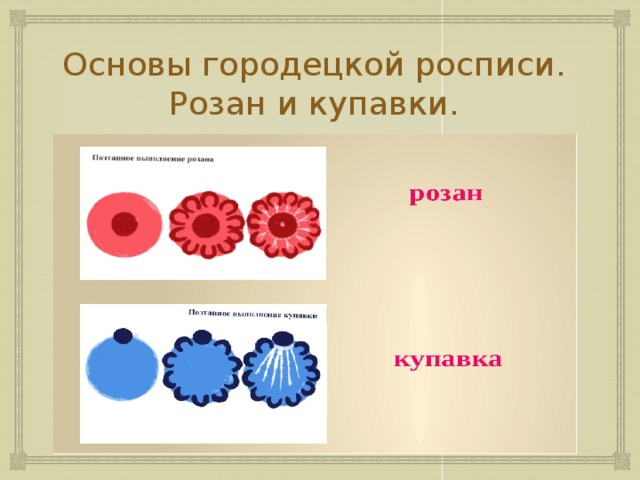 Основы городецкой росписи.
Розан и купавки.
Поэтапное выполнение розана
розан
Поэтапное выполнение купавки
купавка